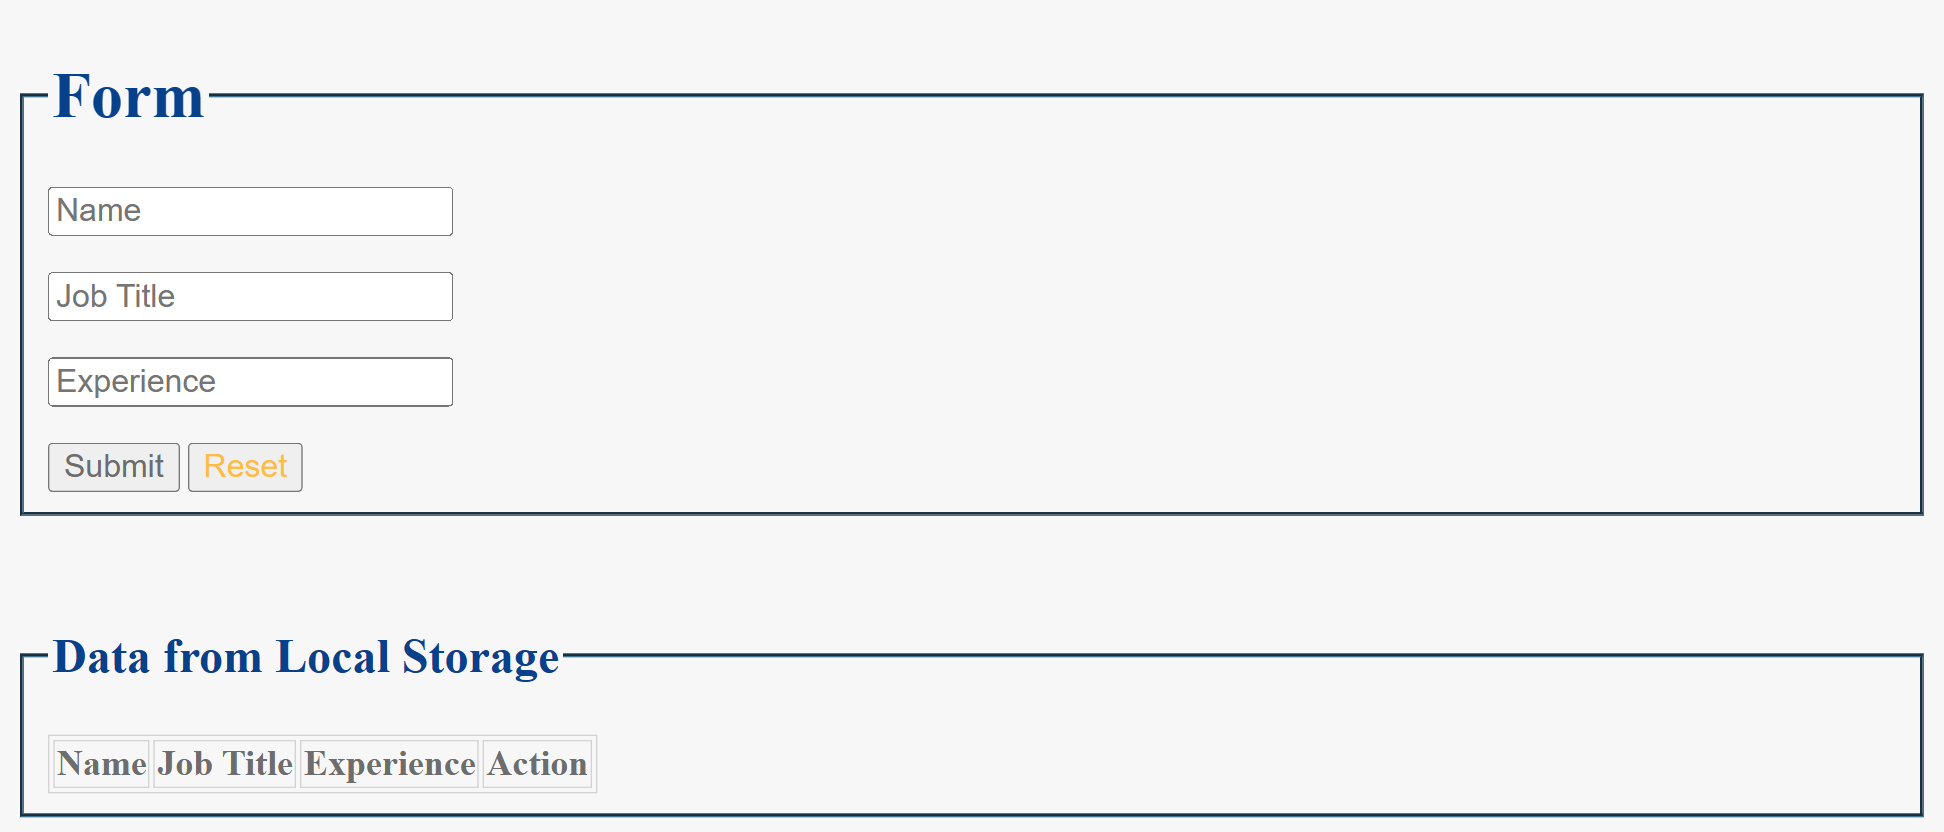 Form
Name
Job Title
Experience
Submit Reset
Data from Local Storage
Name Job Title Experience Action